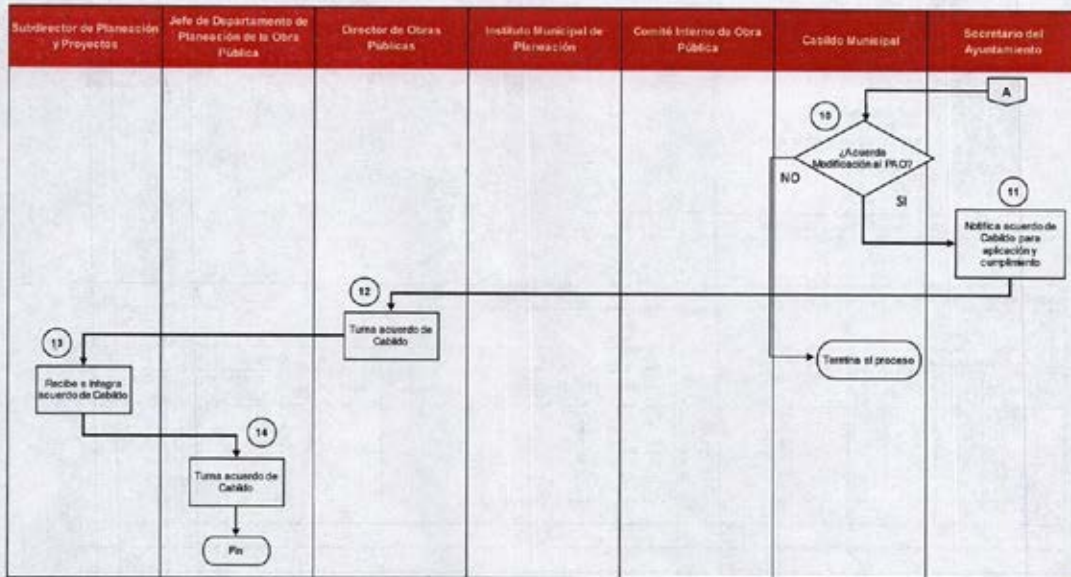 Subdirector de Planeación
y Proyectos
Jefe de Departamento de
Planeación de la Obra
Pública
Director de Obras
Públicas
Instituto Municipal de
Planeación
Comité Interno de Obra
Pública
Cabildo Municipal
Secretario del
Ayuntamiento
A
10
¿Acuerda
Modificación al PAO?
NO
SI
11
Notifica acuerdo de
Cabildo para
aplicación y
cumplimiento
12
Turna acuerdo de
Cabildo
Termina el proceso
13
Recibe e integra
acuerdo de Cabildo
14
Turna acuerdo de
Cabildo
Fin